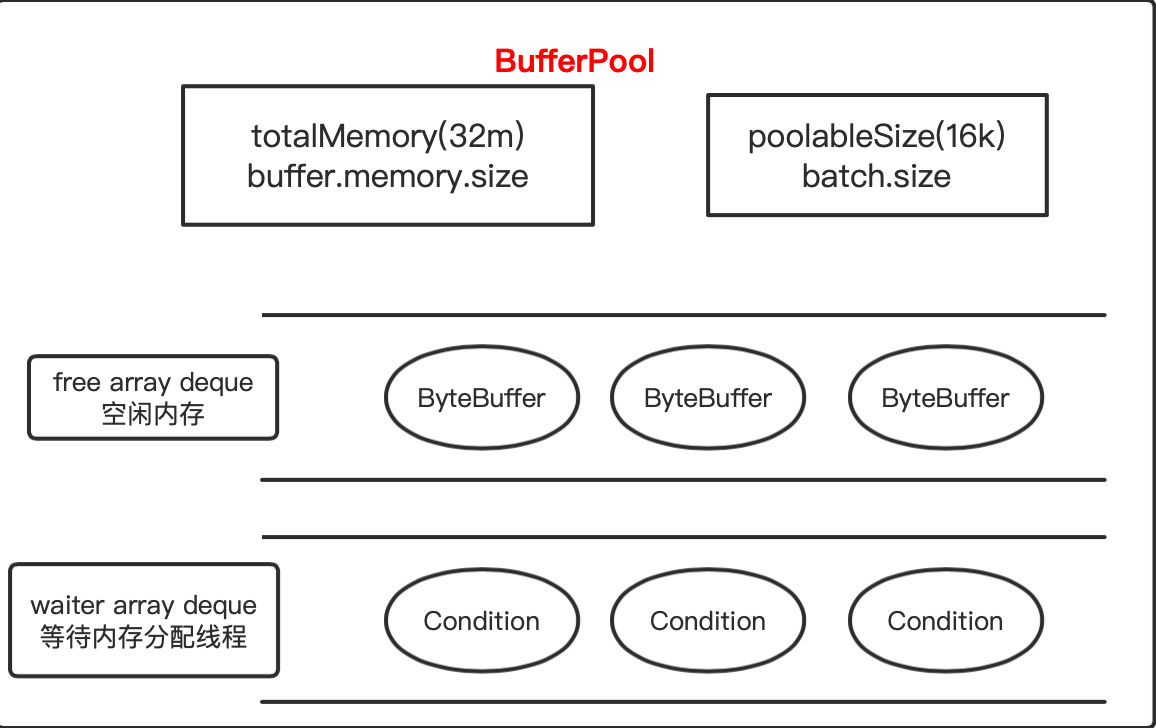 BufferPool
totalMemory(32m)
buffer.memory.size
poolableSize(16k)
batch.size
free array deque
空闲内存
ByteBuffer
ByteBuffer
ByteBuffer
waiter array deque
等待内存分配线程
Condition
Condition
Condition